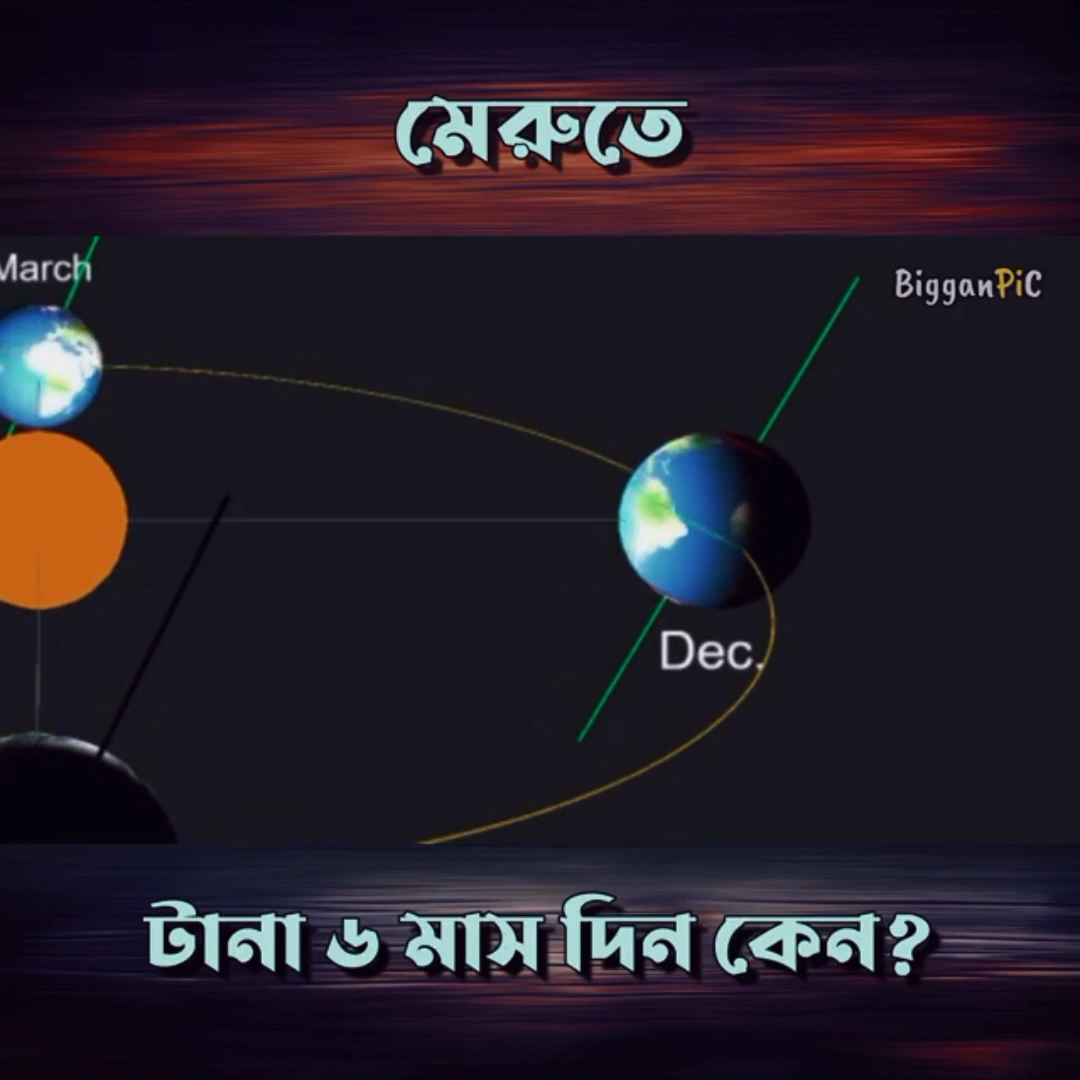 মেরুতে
March
BigganPiC
Dec.
টানা ৬ মাস দিন কেন?